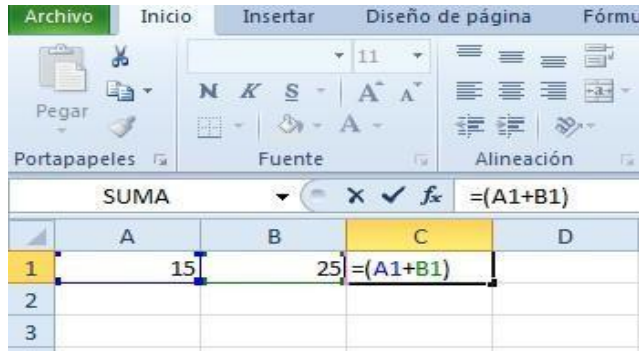 Archivo Inicio Insertar Diseño de página Fórmu
11
Pegar N K S A A
A
Portapapeles Fuente Alineación
SUMA fx =(A1+B1)
A B C D
1 15 25 =(A1+B1)
2
3